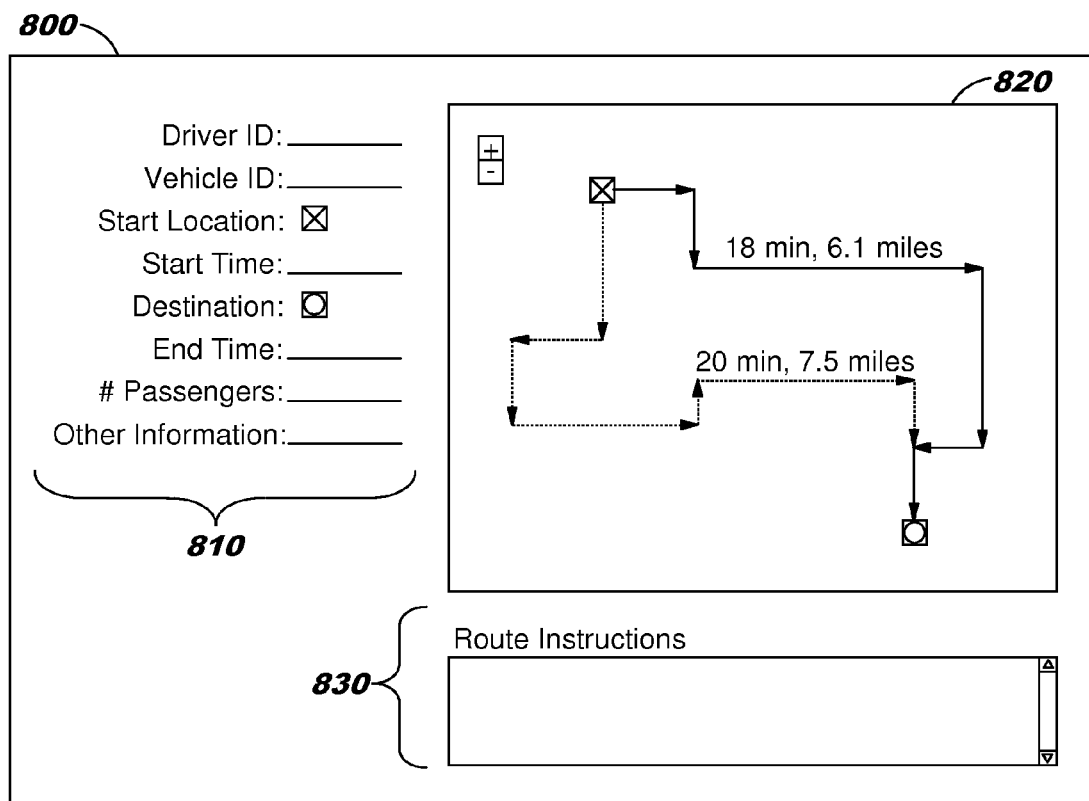 800
820
Driver ID:
Vehicle ID:
Start Location:
Start Time:
Destination:
End Time:
# Passengers:
Other Information:
810
+
-
18 min, 6.1 miles
20 min, 7.5 miles
830
Route Instructions